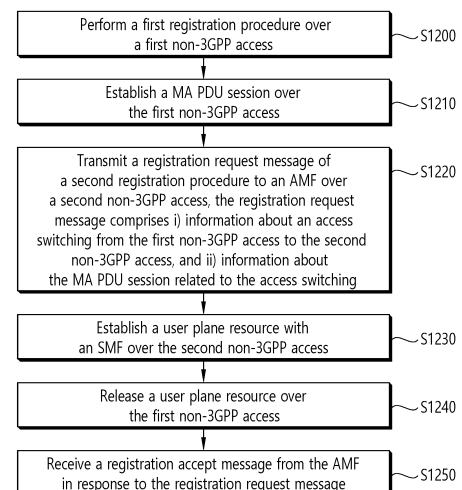 Perform a first registration procedure over
a first non-3GPP access
S1200
Establish a MA PDU session over
the first non-3GPP access
S1210
Transmit a registration request message of
a second registration procedure to an AMF over
a second non-3GPP access, the registration request
message comprises i) information about an access
switching from the first non-3GPP access to the second
non-3GPP access, and ii) information about
the MA PDU session related to the access switching
S1220
Establish a user plane resource with
an SMF over the second non-3GPP access
S1230
Release a user plane resource over
the first non-3GPP access
S1240
Receive a registration accept message from the AMF
in response to the registration request message
S1250